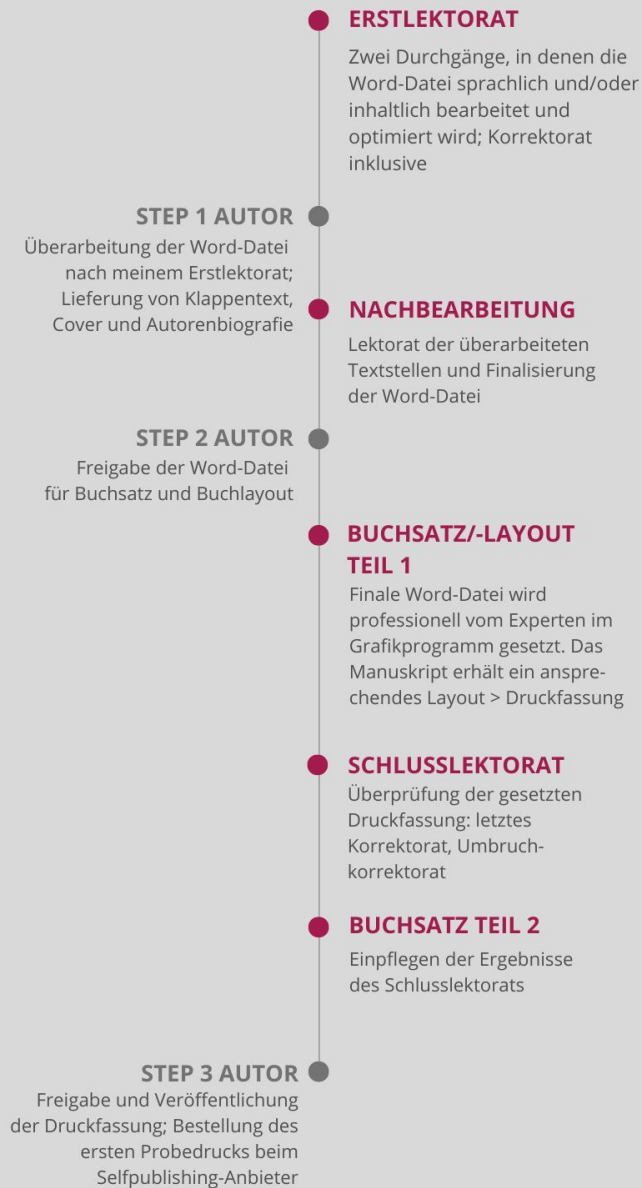 ERSTLEKTORAT
Zwei Durchgänge, in denen die
Word-Datei sprachlich und/oder
inhaltlich bearbeitet und
optimiert wird; Korrektorat
inklusive
STEP 1 AUTOR
Überarbeitung der Word-Datei
nach meinem Erstlektorat;
Lieferung von Klappentext,
Cover und Autorenbiografie
NACHBEARBEITUNG
Lektorat der überarbeiteten
Textstellen und Finalisierung
der Word-Datei
STEP 2 AUTOR
Freigabe der Word-Datei
für Buchsatz und Buchlayout
BUCHSATZ/-LAYOUT
TEIL 1
Finale Word-Datei wird
professionell vom Experten im
Grafikprogramm gesetzt. Das
Manuskript erhält ein anspre-
chendes Layout > Druckfassung
SCHLUSSLEKTORAT
Überprüfung der gesetzten
Druckfassung: letztes
Korrektorat, Umbruch-
korrektorat
BUCHSATZ TEIL 2
Einpflegen der Ergebnisse
des Schlusslektorats
STEP 3 AUTOR
Freigabe und Veröffentlichung
der Druckfassung; Bestellung des
ersten Probedrucks beim
Selfpublishing-Anbieter